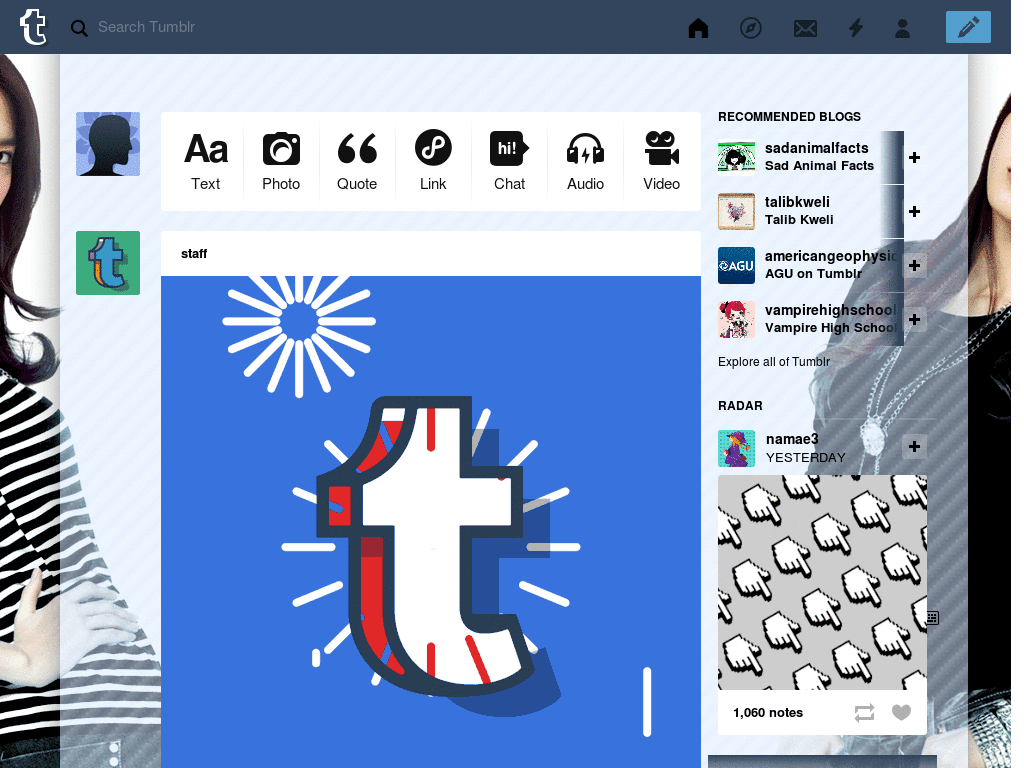 Search Tumblr
Aa
hi!
Text
Photo
Quote
Link
Chat
Audio
Video
staff
RECOMMENDED BLOGS
sadanimalfacts
Sad Animal Facts
talibkweli
Talib Kweli
americangeophysic
AGU
AGU on Tumblr
vampirehighschool
Vampire High School
Explore all of Tumblr
RADAR
namae3
YESTERDAY
1,060 notes